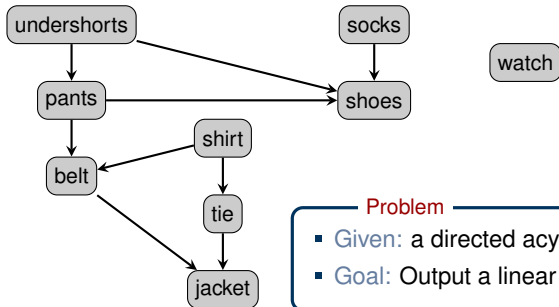 undershorts
socks
watch
pants
shoes
shirt
belt
tie
jacket
Problem
▪ Given: a directed acy
▪ Goal: Output a linear